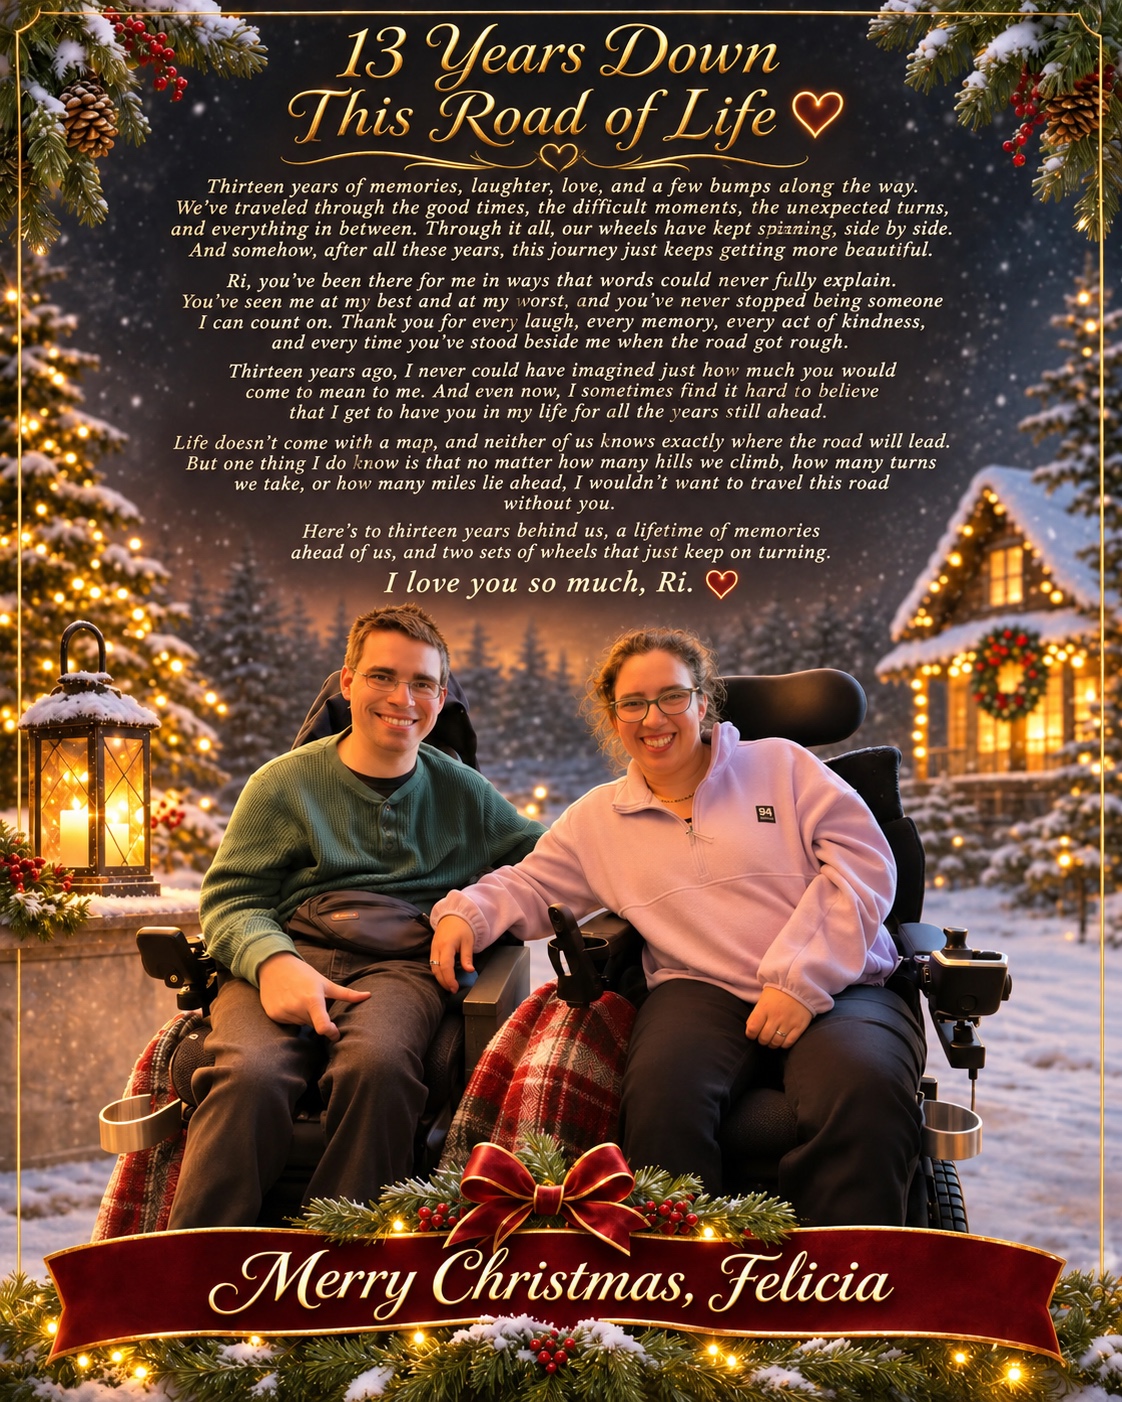 13 Years Down
This Road of Life
Thirteen years of memories, laughter, love, and a few bumps along the way.
We've traveled through the good times, the difficult moments, the unexpected turns,
and everything in between. Through it all, our wheels have kept spinning, side by side.
And somehow, after all these years, this journey just keeps getting more beautiful.
Ri, you've been there for me in ways that words could never fully explain.
You've seen me at my best and at my worst, and you've never stopped being someone
I can count on. Thank you for every laugh, every memory, every act of kindness,
and every time you've stood beside me when the road got rough.
Thirteen years ago, I never could have imagined just how much you would
come to mean to me. And even now, I sometimes find it hard to believe
that I get to have you in my life for all the years still ahead.
Life doesn't come with a map, and neither of us knows exactly where the road will lead.
But one thing I do know is that no matter how many hills we climb, how many turns
we take, or how many miles lie ahead, I wouldn't want to travel this road
without you.
Here's to thirteen years behind us, a lifetime of memories
ahead of us, and two sets of wheels that just keep on turning.
I love you so much, Ri.
94
Merry Christmas, Felicia